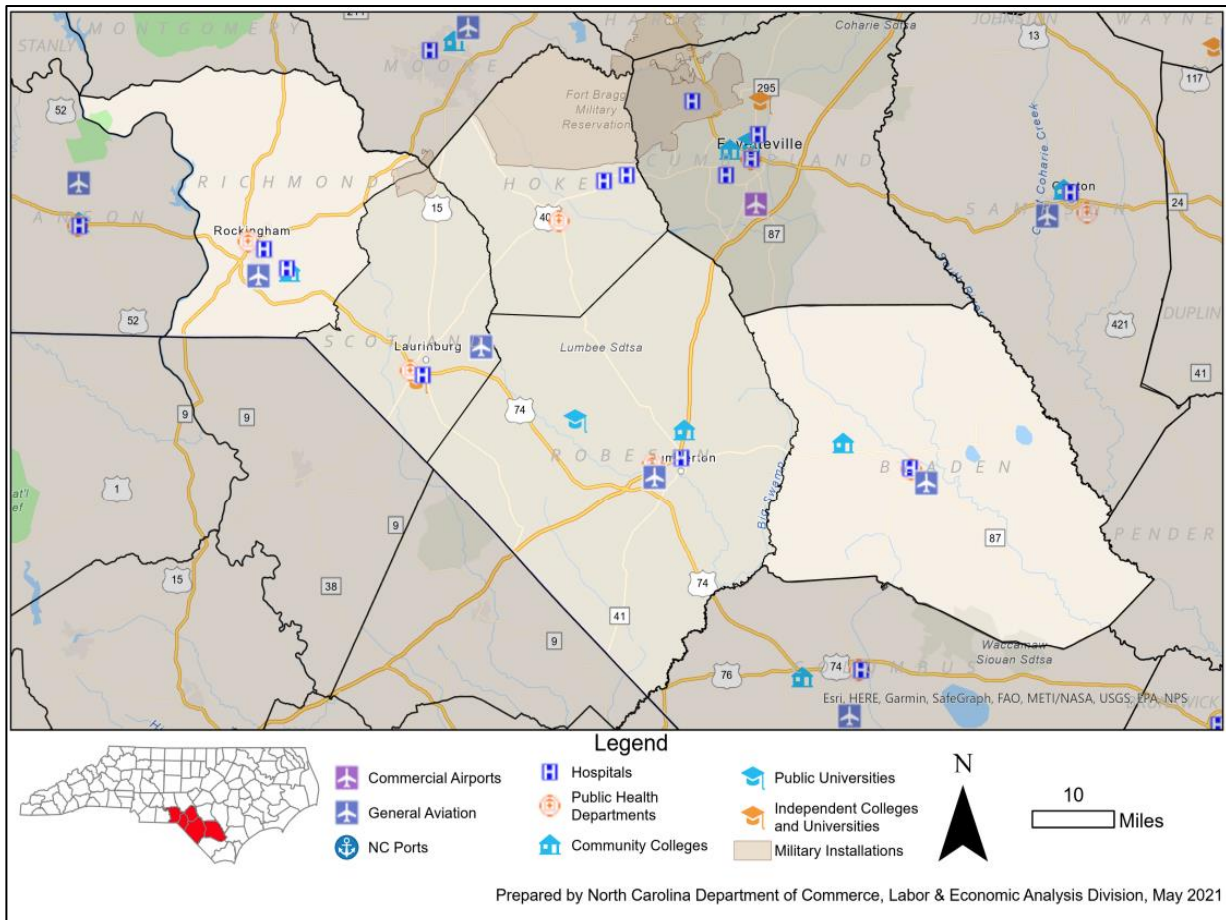 STANLY
MONTGOMERY
HARNETT
Coharie Sdtsa
JOHNSTON
WAYNE
13
117
52
MOORE
Fort Bragg
Military
Reservation
295
Fayetteville
CUMBERLAND
RICHMOND
HOKE
15
ANSON
Rockingham
SAMPSON
24
87
52
421
DUPLIN
South River
41
SCOTLAND
Laurinburg
Lumbee Sdtsa
9
9
74
ROBESON
Big Swamp
BLADEN
1
9
87
PENDER
15
38
74
41
9
Waccamaw
Siouan Sdtsa
76
74
COLUMBUS
Esri, HERE, Garmin, SafeGraph, FAO, METI/NASA, USGS, EPA, NPS
Legend
Commercial Airports
General Aviation
NC Ports
Hospitals
Public Health
Departments
Community Colleges
Public Universities
Independent Colleges
and Universities
Military Installations
N
10
Miles
Prepared by North Carolina Department of Commerce, Labor & Economic Analysis Division, May 2021